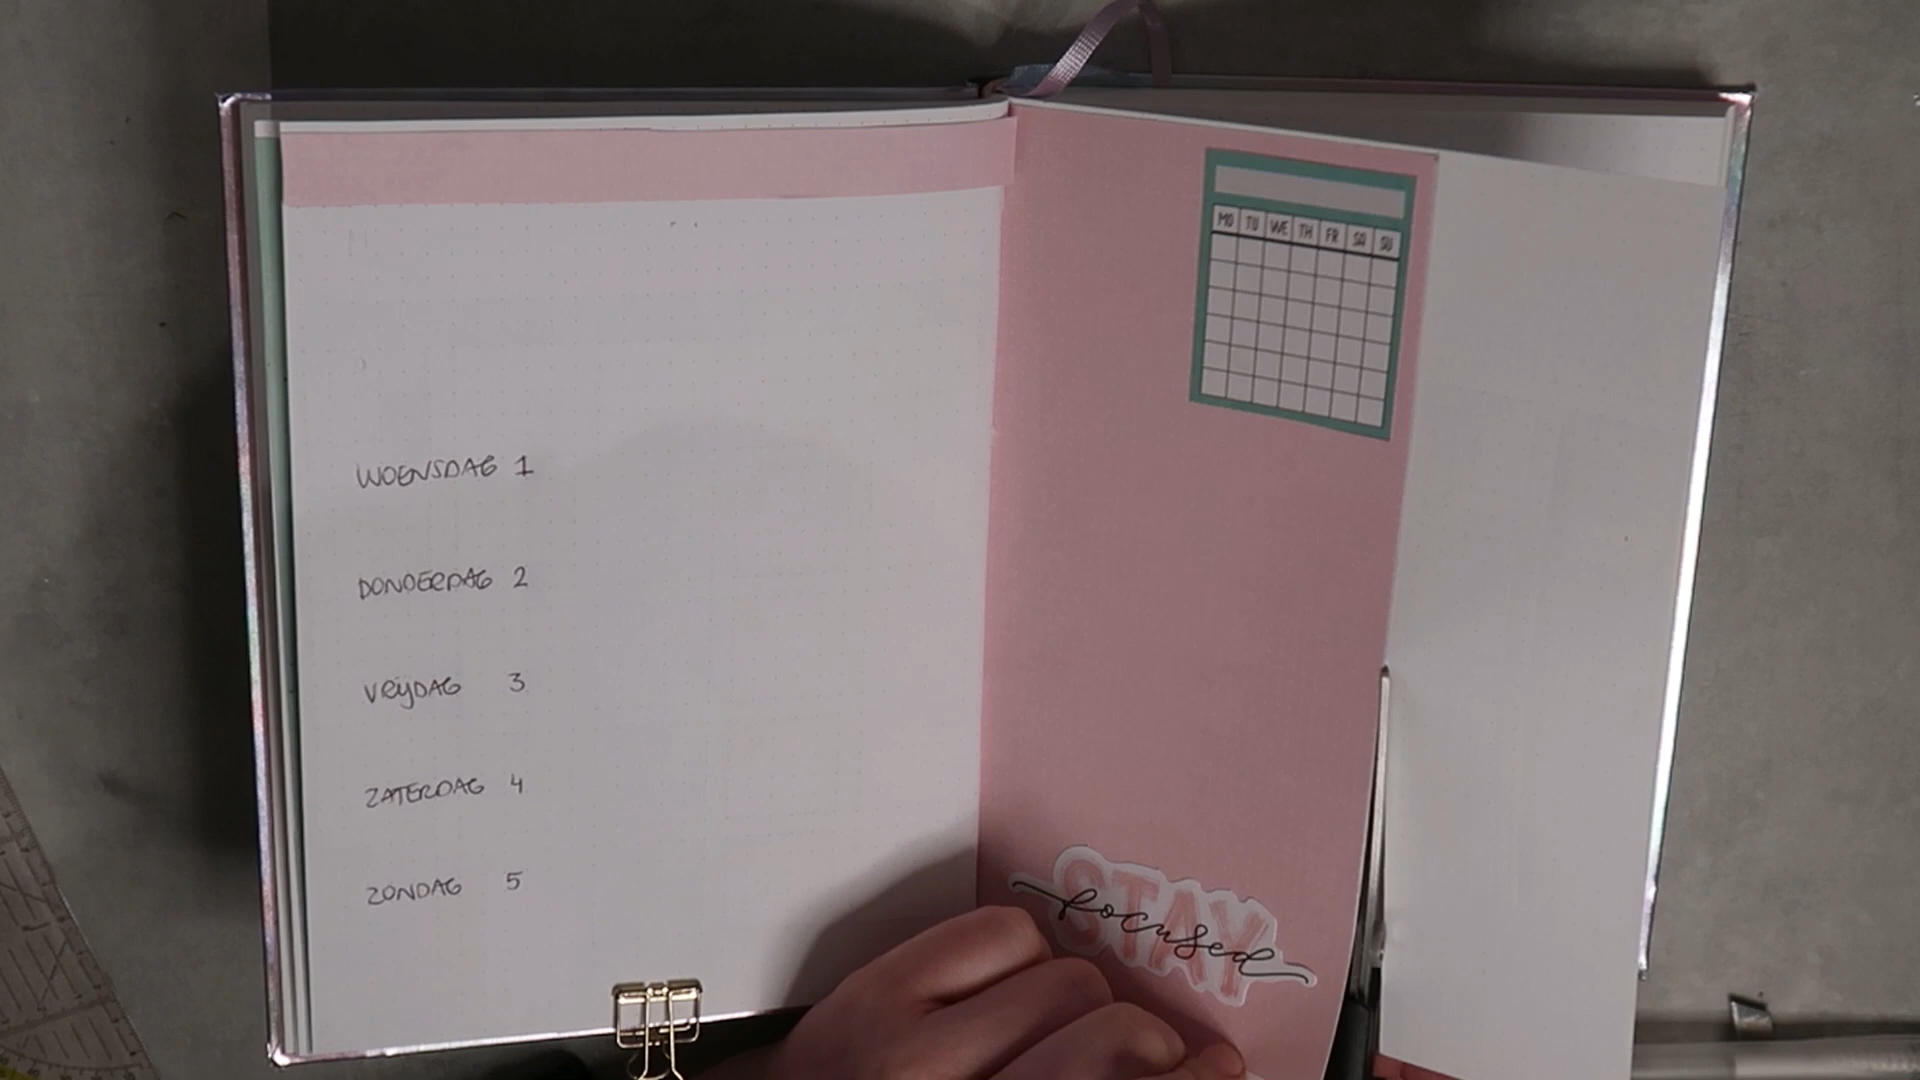 WOENSDAG 1
DONDERDAG 2
VRIJDAG 3
ZATERDAG 4
ZONDAG 5
MO TU WE TH FR SA SU
STAY
focused